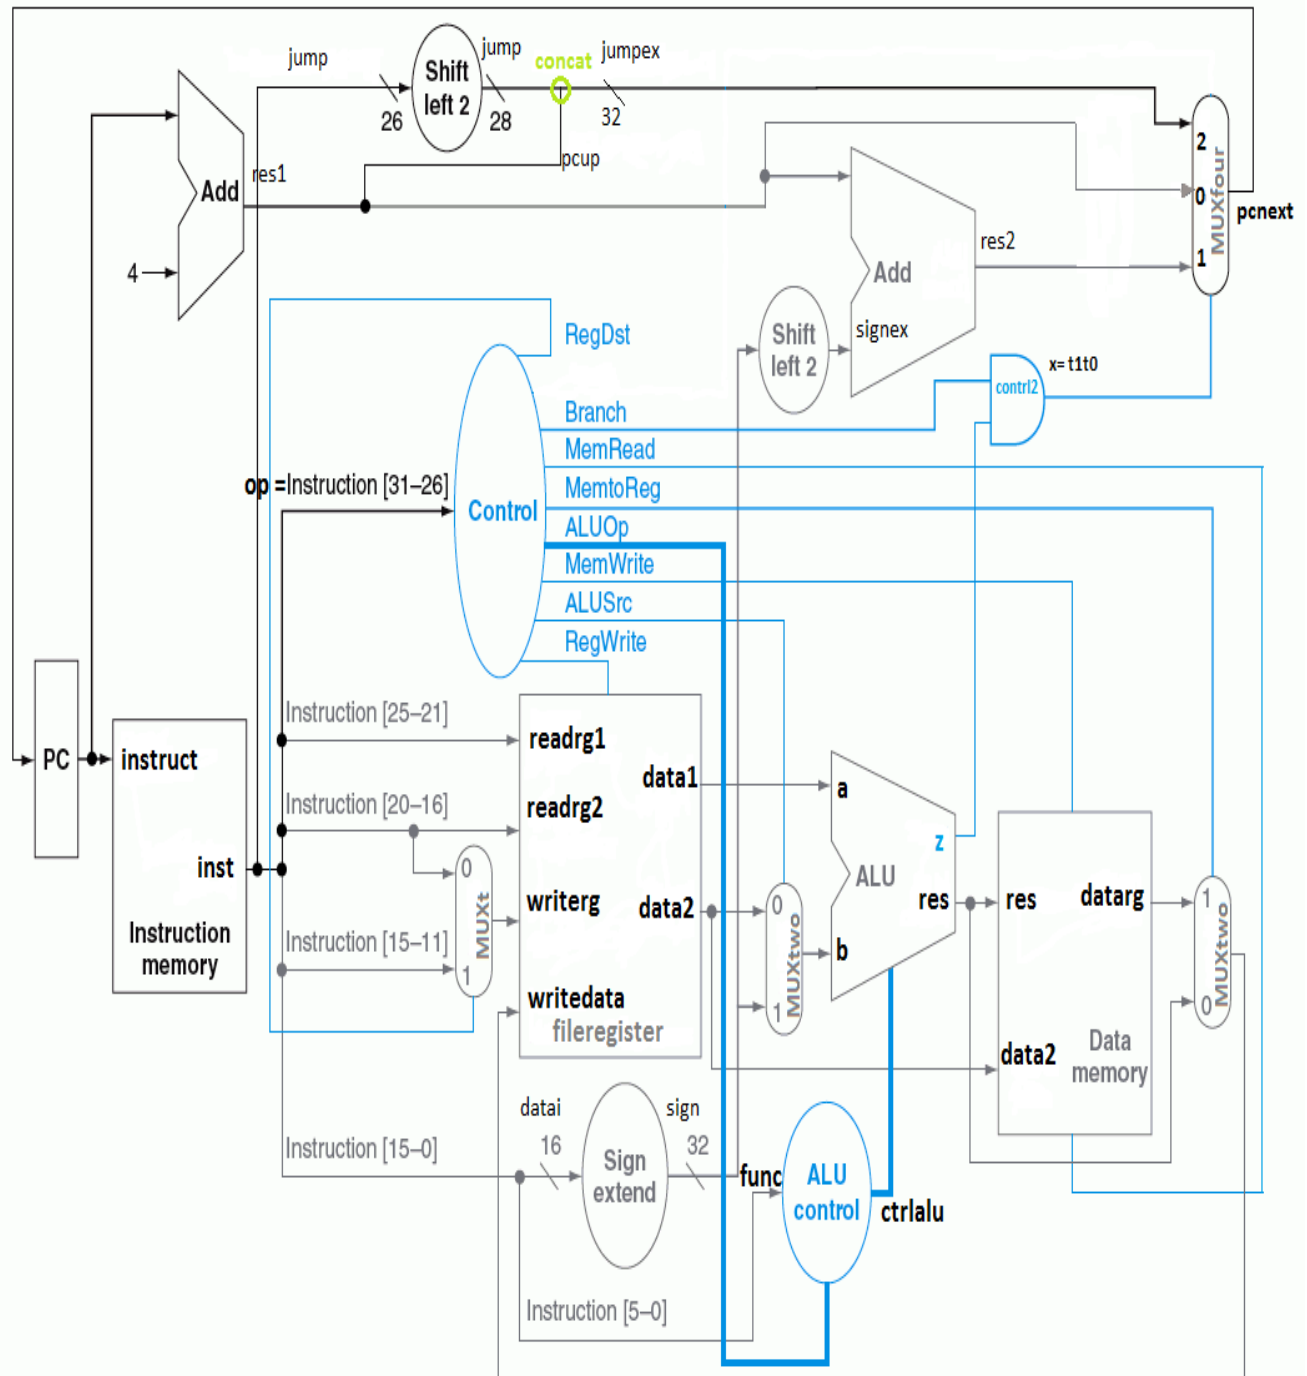 jump
Shift
left 2
jump
concat
jumpex
26
28
32
pcup
res1
Add
4
2
0
1
MUXfour
pcnext
res2
Add
Shift
left 2
signex
x= t1t0
contrl2
RegDst
Branch
MemRead
MemtoReg
ALUOp
MemWrite
ALUSrc
RegWrite
op =Instruction [31–26]
Control
PC
instruct
inst
Instruction
memory
Instruction [25–21]
Instruction [20–16]
Instruction [15–11]
0
MUXt
1
readrg1
readrg2
writerg
writedata
fileregister
data1
data2
0
MUXtwo
1
a
b
z
ALU
res
res
datarg
data2
Data
memory
1
MUXtwo
0
datai
sign
Instruction [15–0]
16
Sign
extend
32
func
ALU
control
ctrlalu
Instruction [5–0]